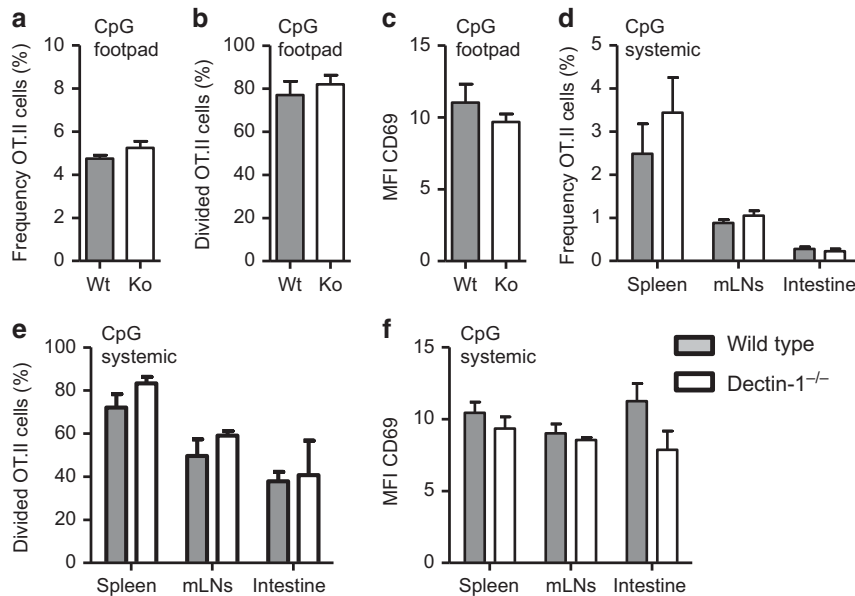 a
CpG
footpad
Frequency OT.II cells (%)
10
8
6
4
2
0
Wt Ko
b
CpG
footpad
Divided OT.II cells (%)
100
80
60
40
20
0
Wt Ko
c
CpG
footpad
MFI CD69
15
10
5
0
Wt Ko
d
CpG
systemic
Frequency OT.II cells (%)
5
4
3
2
1
0
Spleen mLNs Intestine
e
CpG
systemic
Divided OT.II cells (%)
100
80
60
40
20
0
Spleen mLNs Intestine
f
CpG
systemic
MFI CD69
15
10
5
0
Spleen mLNs Intestine
Wild type
Dectin-1⁻/⁻